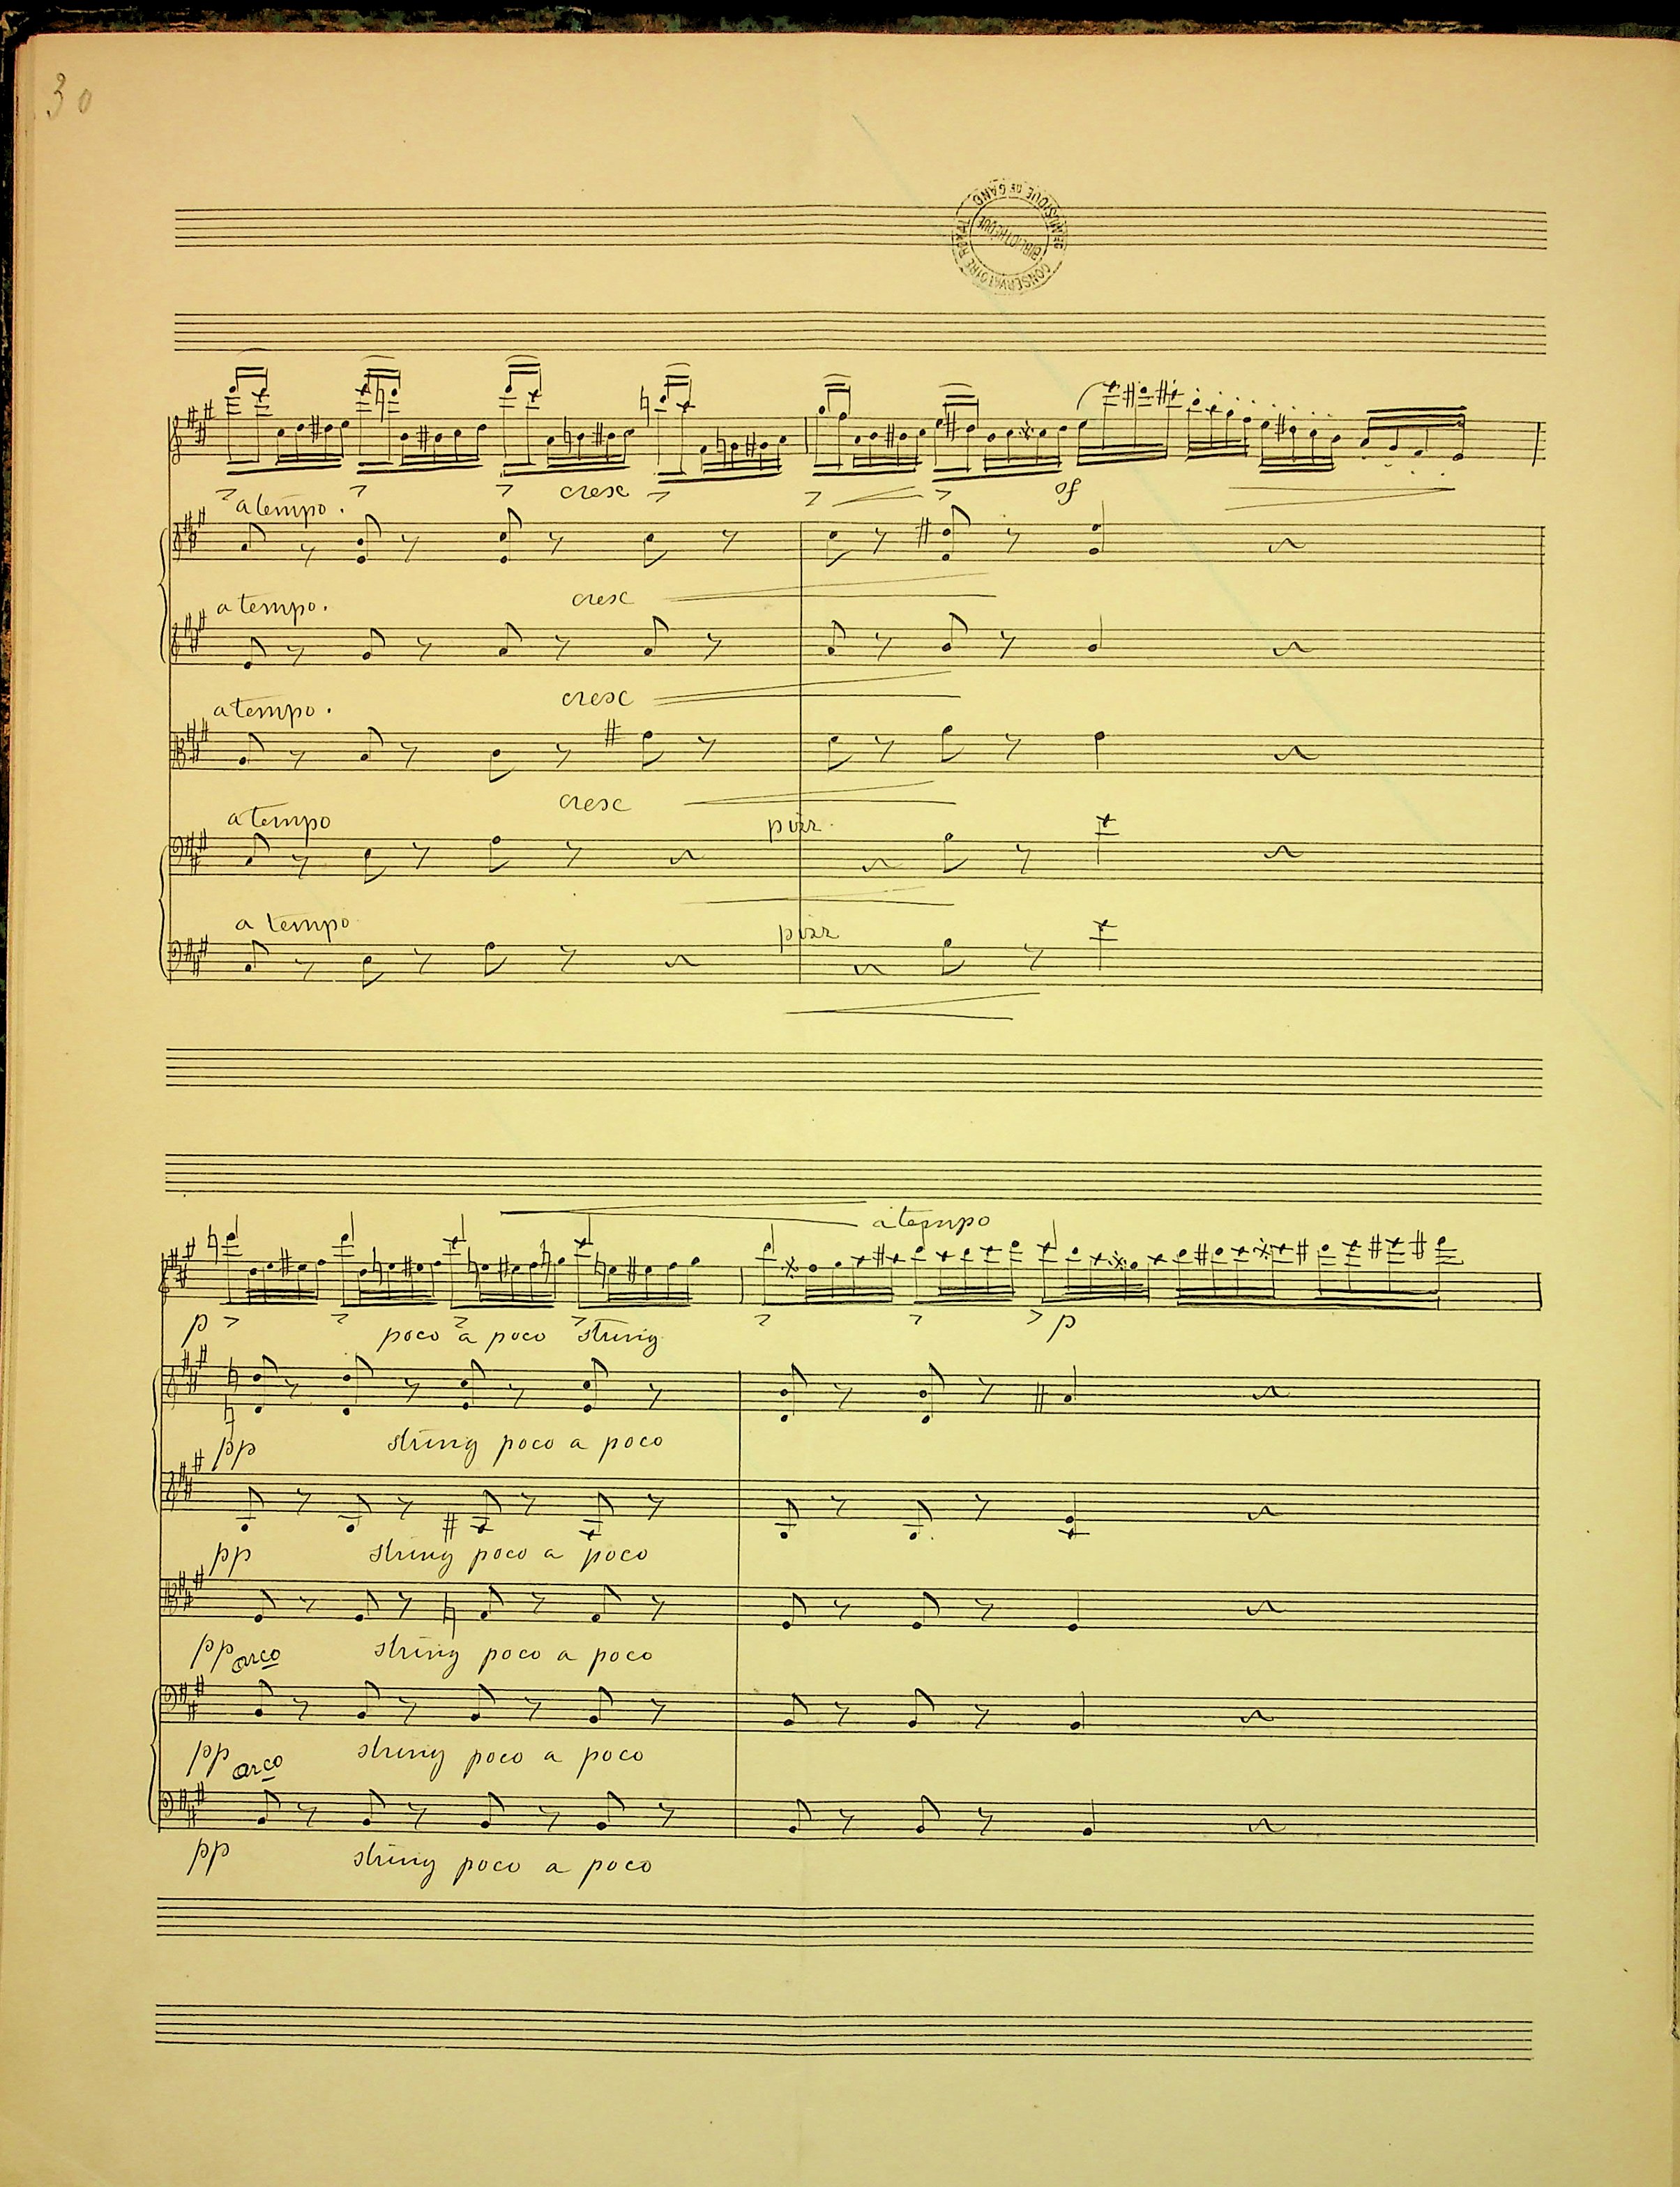 30
CONSERVATOIRE ROYAL DE MUSIQUE DE GAND
BIBLIOTHÈQUE
cresc
sf
a tempo.
a tempo.
cresc
a tempo.
cresc
a tempo
cresc
pizz.
a tempo
pizz
a tempo
p
poco a poco string
p
pp
string poco a poco
pp
string poco a poco
pp arco
string poco a poco
pp arco
string poco a poco
pp
string poco a poco